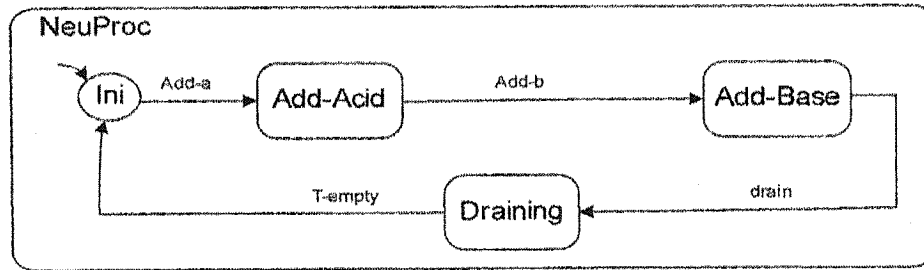 NeuProc
Ini
Add-a
Add-Acid
Add-b
Add-Base
T-empty
Draining
drain